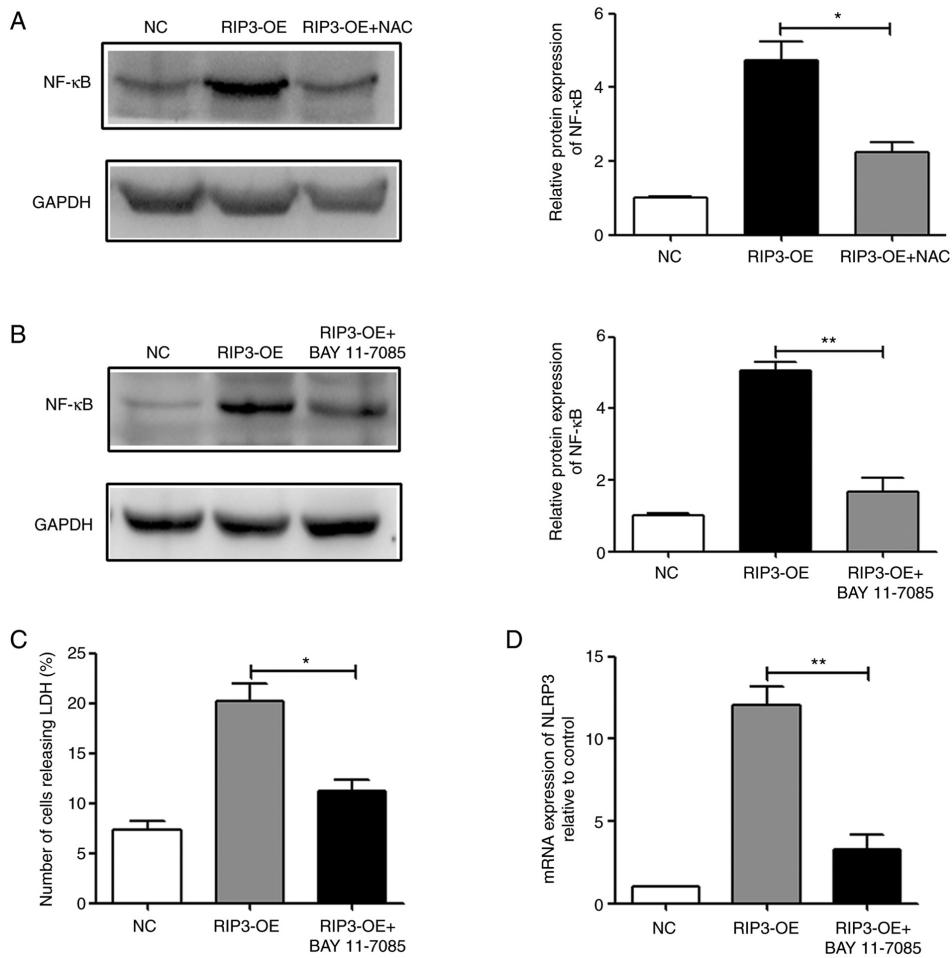 A
NC RIP3-OE RIP3-OE+NAC
NF-κB
GAPDH
Relative protein expression
of NF-κB
6
4
2
0
*
NC RIP3-OE RIP3-OE+NAC
B
NC RIP3-OE RIP3-OE+
BAY 11-7085
NF-κB
GAPDH
Relative protein expression
of NF-κB
6
4
2
0
**
NC RIP3-OE RIP3-OE+
BAY 11-7085
C
Number of cells releasing LDH (%)
25
20
15
10
5
0
*
NC RIP3-OE RIP3-OE+
BAY 11-7085
D
mRNA expression of NLRP3
relative to control
15
10
5
0
**
NC RIP3-OE RIP3-OE+
BAY 11-7085